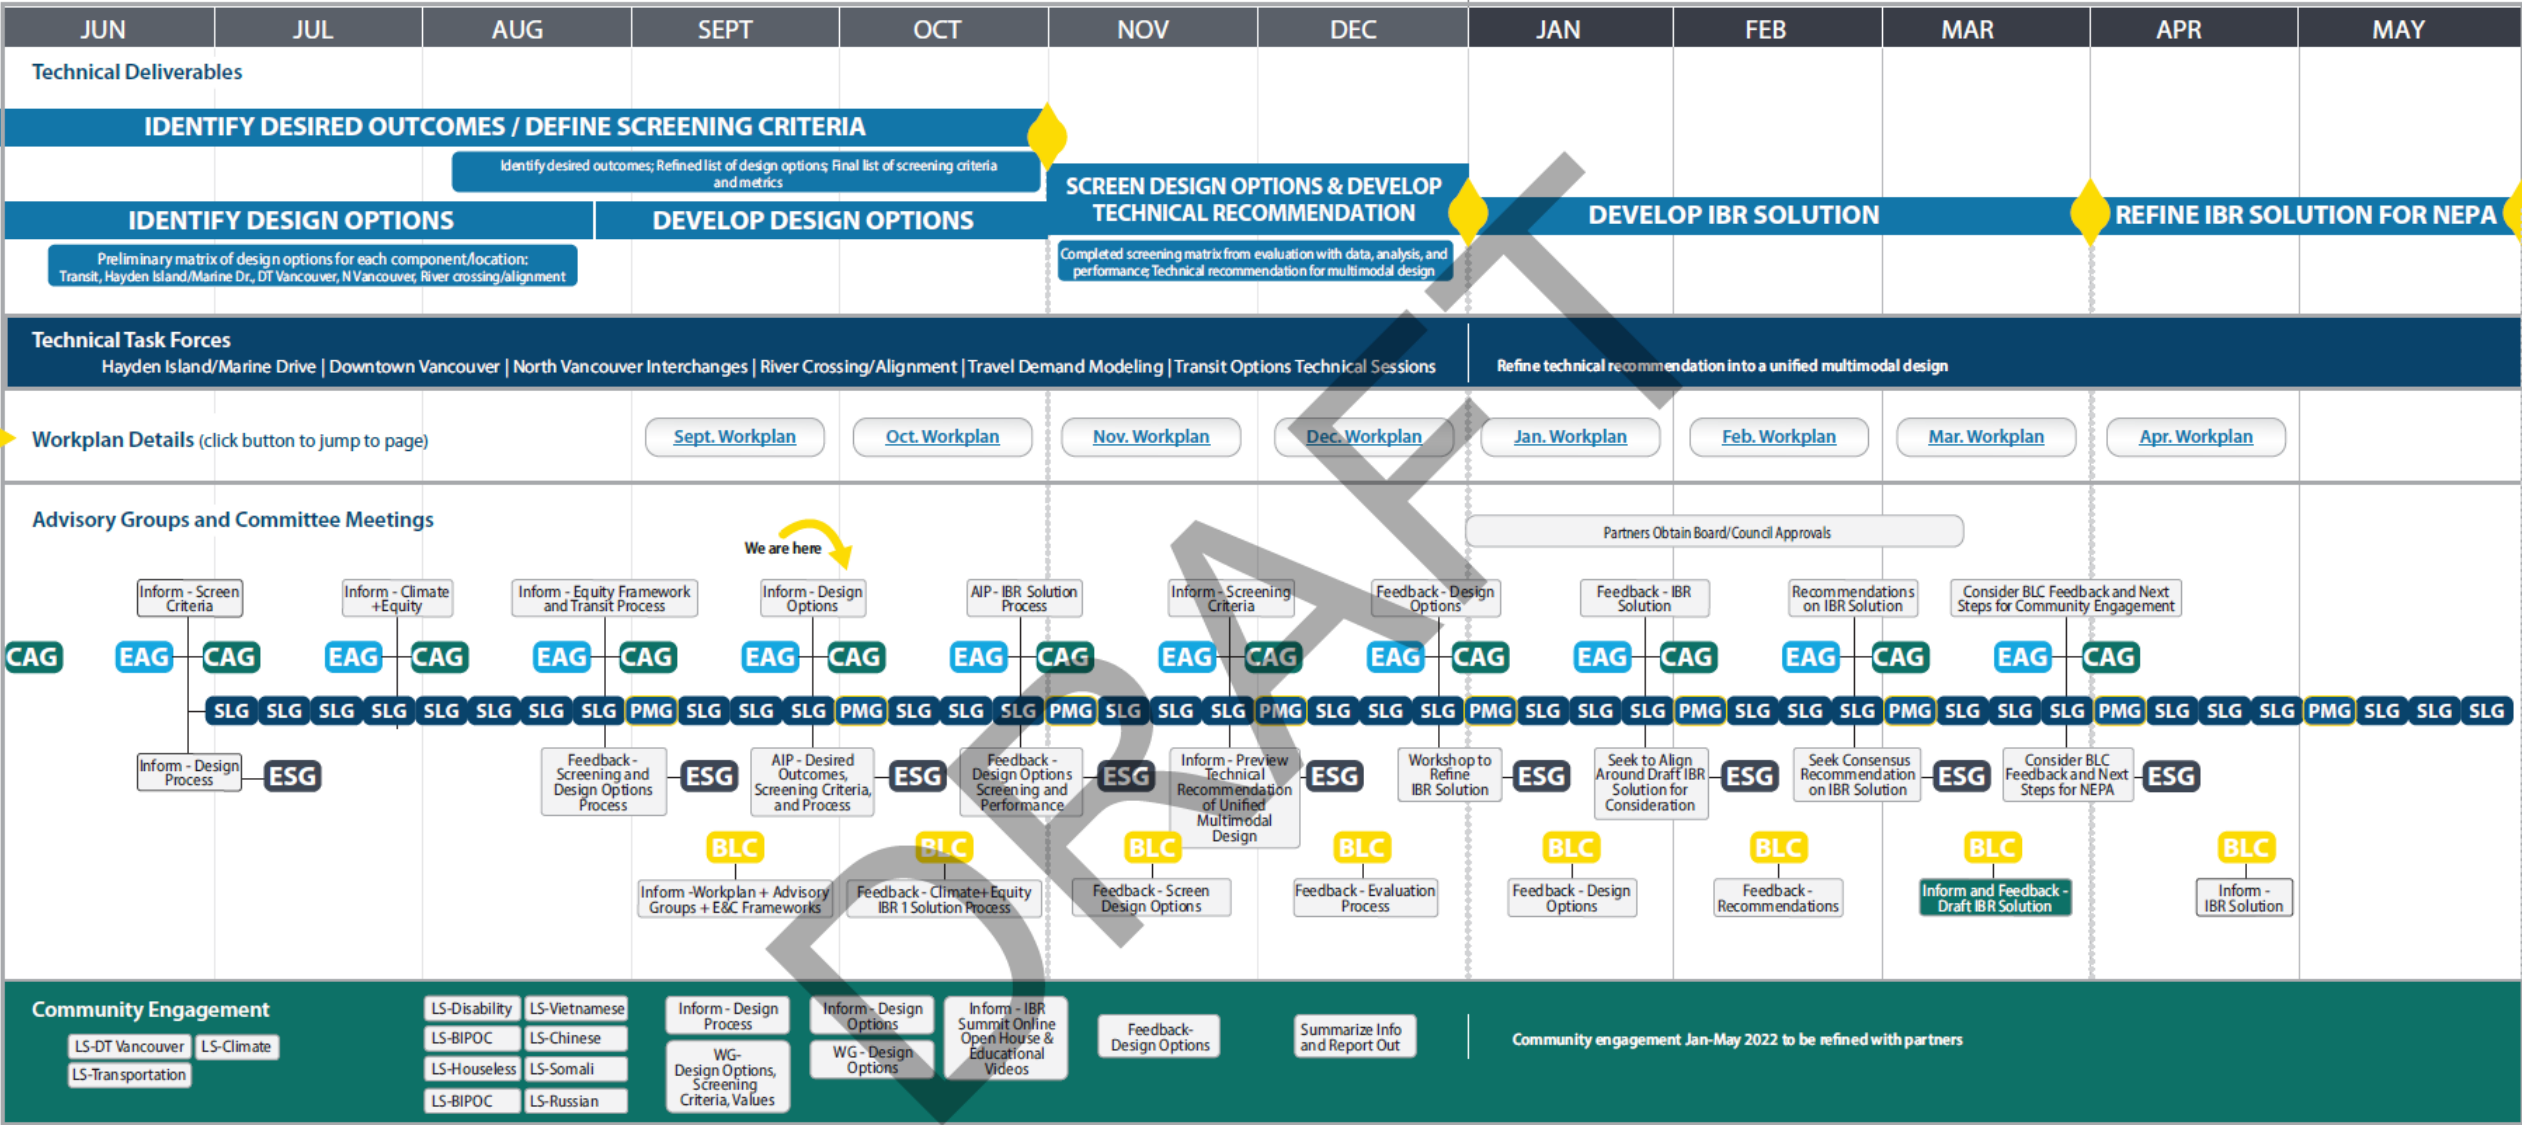 JUN JUL AUG SEPT OCT NOV DEC JAN FEB MAR APR MAY
Technical Deliverables
IDENTIFY DESIRED OUTCOMES / DEFINE SCREENING CRITERIA
Identify desired outcomes; Refined list of design options; Final list of screening criteria
and metrics
IDENTIFY DESIGN OPTIONS
DEVELOP DESIGN OPTIONS
SCREEN DESIGN OPTIONS & DEVELOP
TECHNICAL RECOMMENDATION
DEVELOP IBR SOLUTION
REFINE IBR SOLUTION FOR NEPA
Preliminary matrix of design options for each component/location:
Transit, Hayden Island/Marine Dr., DT Vancouver, N Vancouver, River crossing/alignment
Completed screening matrix from evaluation with data, analysis, and
performance; Technical recommendation for multimodal design
Technical Task Forces
Hayden Island/Marine Drive | Downtown Vancouver | North Vancouver Interchanges | River Crossing/Alignment | Travel Demand Modeling | Transit Options Technical Sessions
Refine technical recommendation into a unified multimodal design
Workplan Details (click button to jump to page)
Sept. Workplan
Oct. Workplan
Nov. Workplan
Dec. Workplan
Jan. Workplan
Feb. Workplan
Mar. Workplan
Apr. Workplan
Advisory Groups and Committee Meetings
We are here
Partners Obtain Board/Council Approvals
Inform - Screen
Criteria
Inform - Climate
+Equity
Inform - Equity Framework
and Transit Process
Inform - Design
Options
AIP - IBR Solution
Process
Inform - Screening
Criteria
Feedback - Design
Options
Feedback - IBR
Solution
Recommendations
on IBR Solution
Consider BLC Feedback and Next
Steps for Community Engagement
CAG EAG CAG EAG CAG EAG CAG EAG CAG EAG CAG EAG CAG EAG CAG EAG CAG EAG CAG EAG CAG
SLG SLG SLG SLG SLG SLG SLG SLG PMG SLG SLG SLG PMG SLG SLG SLG PMG SLG SLG SLG PMG SLG SLG SLG PMG SLG SLG SLG PMG SLG SLG SLG PMG SLG SLG SLG PMG SLG SLG SLG PMG SLG SLG SLG
Inform - Design
Process
ESG
Feedback -
Screening and
Design Options
Process
ESG
AIP - Desired
Outcomes,
Screening Criteria,
and Process
ESG
Feedback -
Design Options
Screening and
Performance
ESG
Inform - Preview
Technical
Recommendation
of Unified
Multimodal
Design
ESG
Workshop to
Refine
IBR Solution
ESG
Seek to Align
Around Draft IBR
Solution for
Consideration
ESG
Seek Consensus
Recommendation
on IBR Solution
ESG
Consider BLC
Feedback and Next
Steps for NEPA
ESG
BLC
Inform -Workplan + Advisory
Groups + E&C Frameworks
BLC
Feedback - Climate+Equity
IBR 1 Solution Process
BLC
Feedback - Screen
Design Options
BLC
Feedback - Evaluation
Process
BLC
Feedback - Design
Options
BLC
Feedback -
Recommendations
BLC
Inform and Feedback -
Draft IBR Solution
BLC
Inform -
IBR Solution
Community Engagement
LS-DT Vancouver
LS-Climate
LS-Transportation
LS-Disability
LS-Vietnamese
LS-BIPOC
LS-Chinese
LS-Houseless
LS-Somali
LS-BIPOC
LS-Russian
Inform - Design
Process
WG-
Design Options,
Screening
Criteria, Values
Inform - Design
Options
WG - Design
Options
Inform - IBR
Summit Online
Open House &
Educational
Videos
Feedback-
Design Options
Summarize Info
and Report Out
Community engagement Jan-May 2022 to be refined with partners
DRAFT